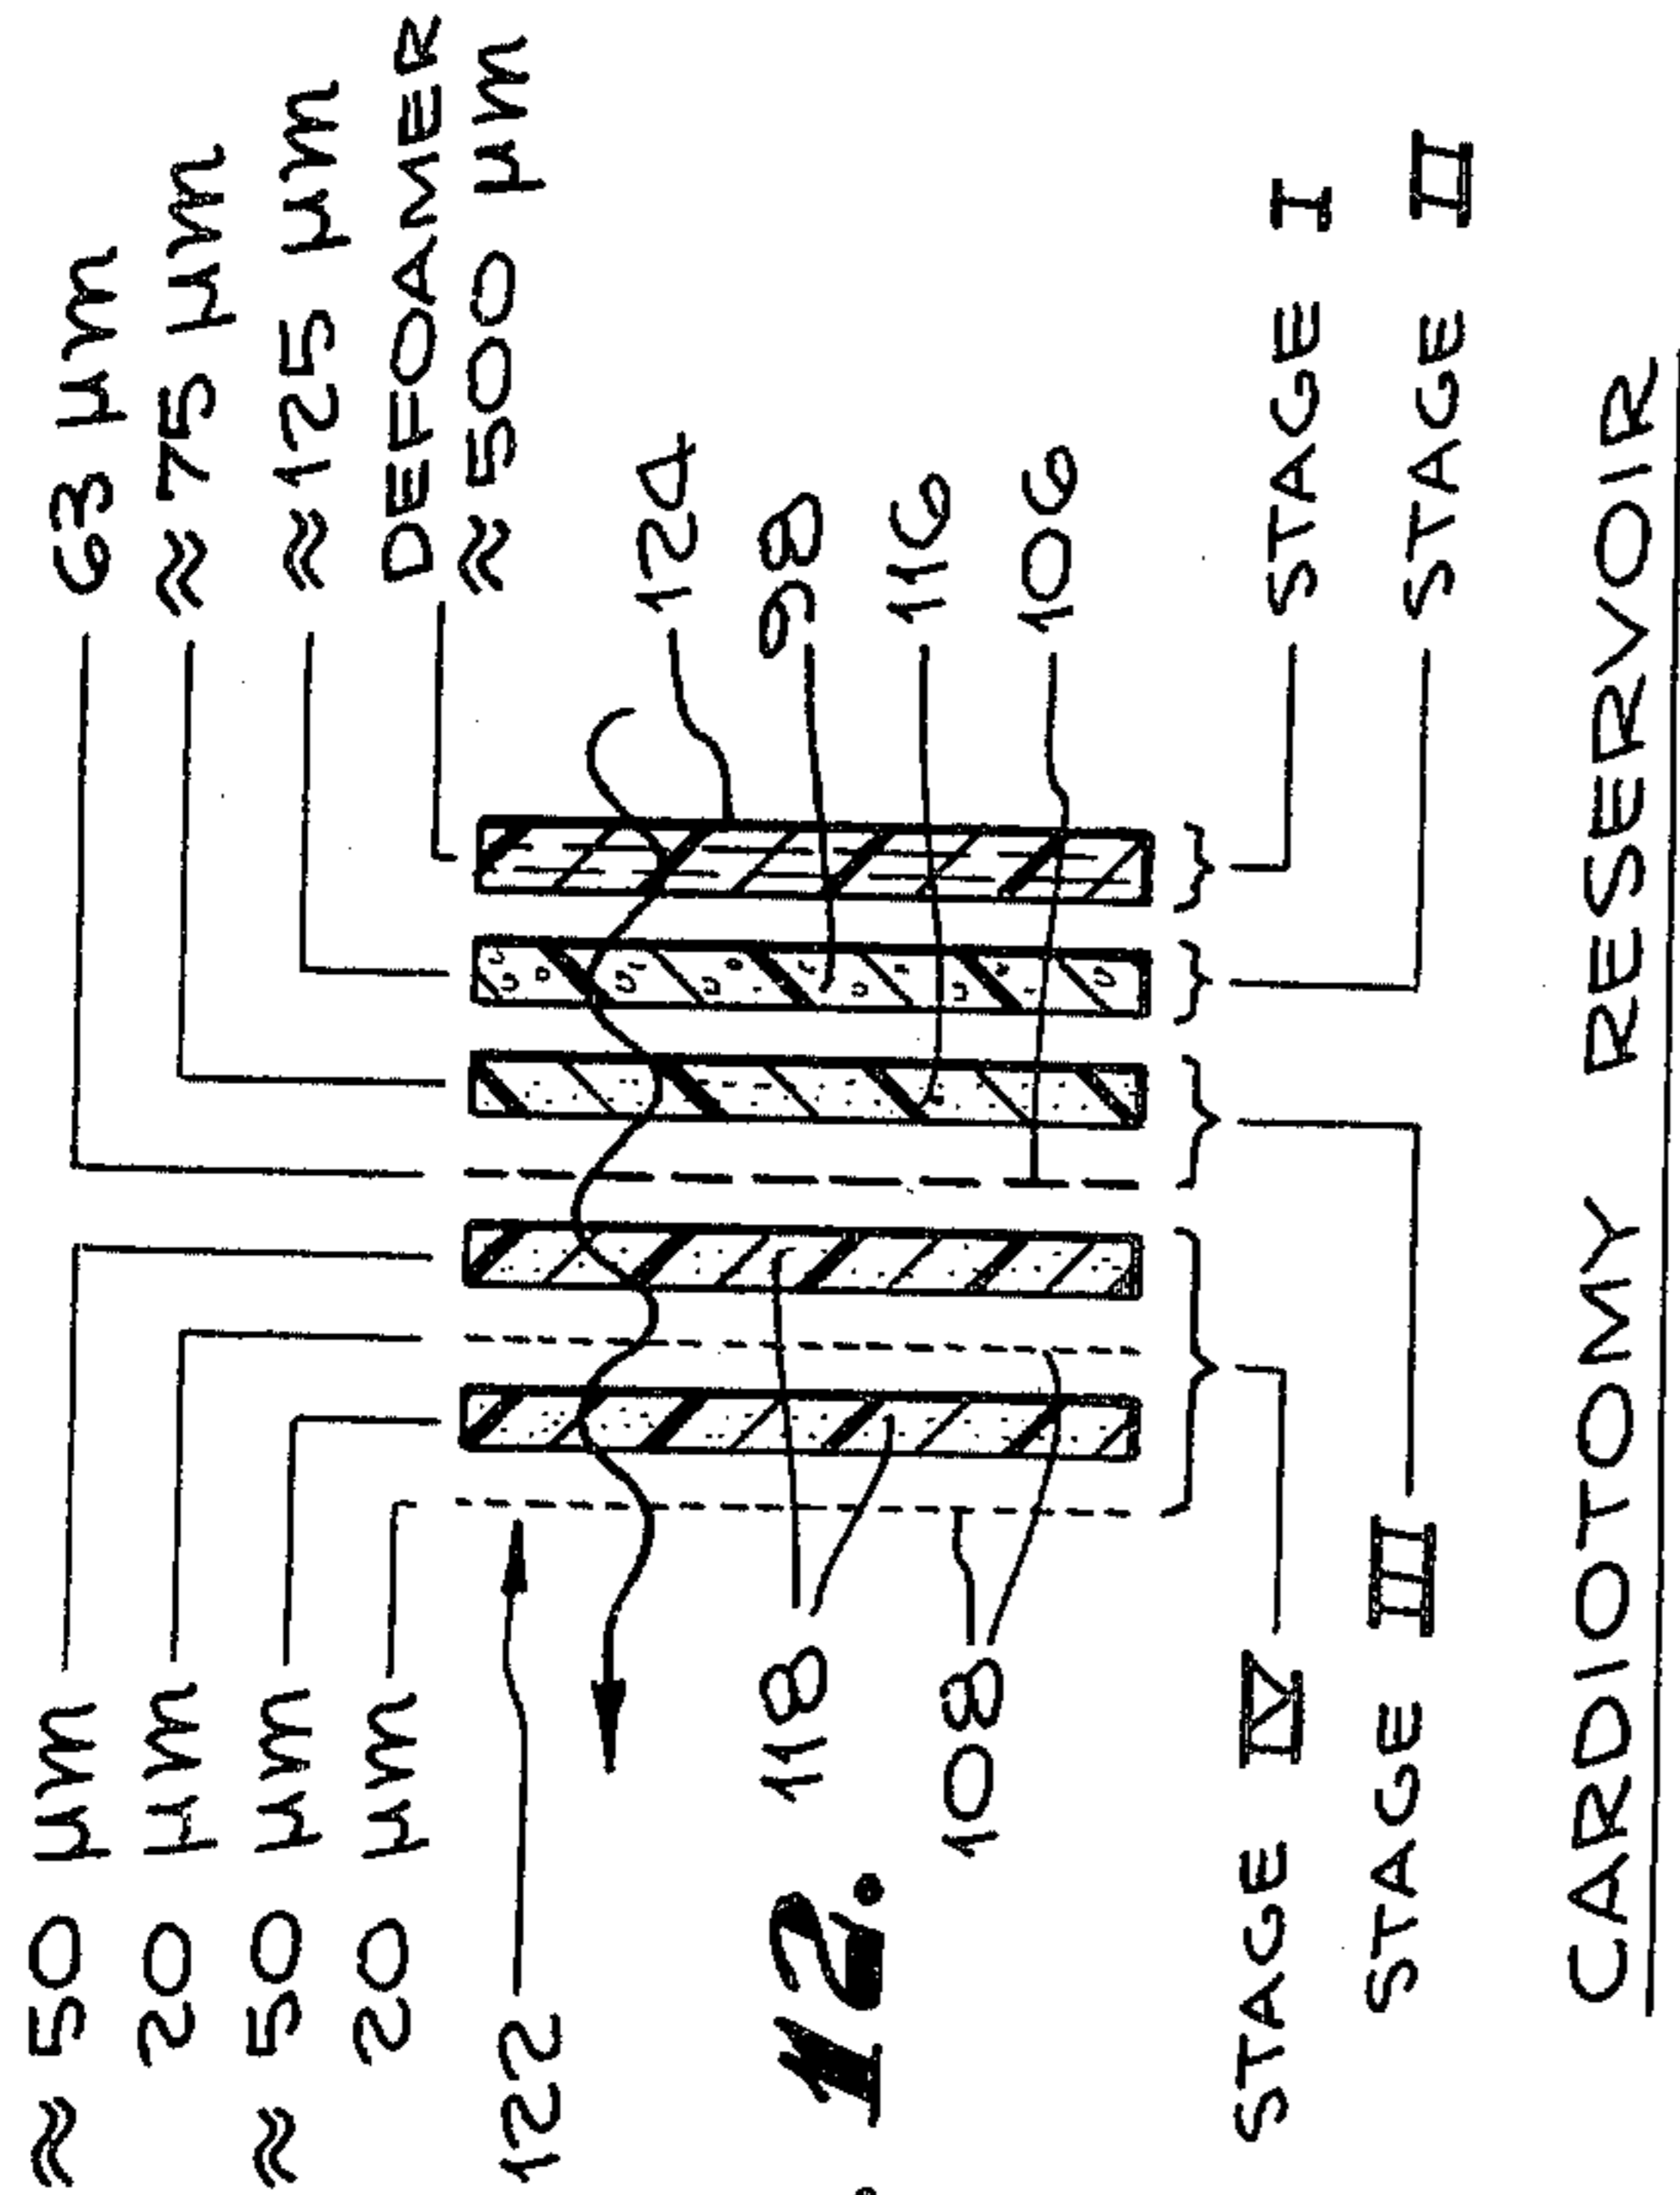 ≈ 50 µm
20 µm
≈ 50 µm
20 µm
63 µm
≈ 75 µm
≈ 125 µm
DEFOAMER
≈ 500 µm
122
124
98
116
106
118
108
12.
STAGE IV
STAGE III
STAGE I
STAGE II
CARDIOTOMY RESERVOIR